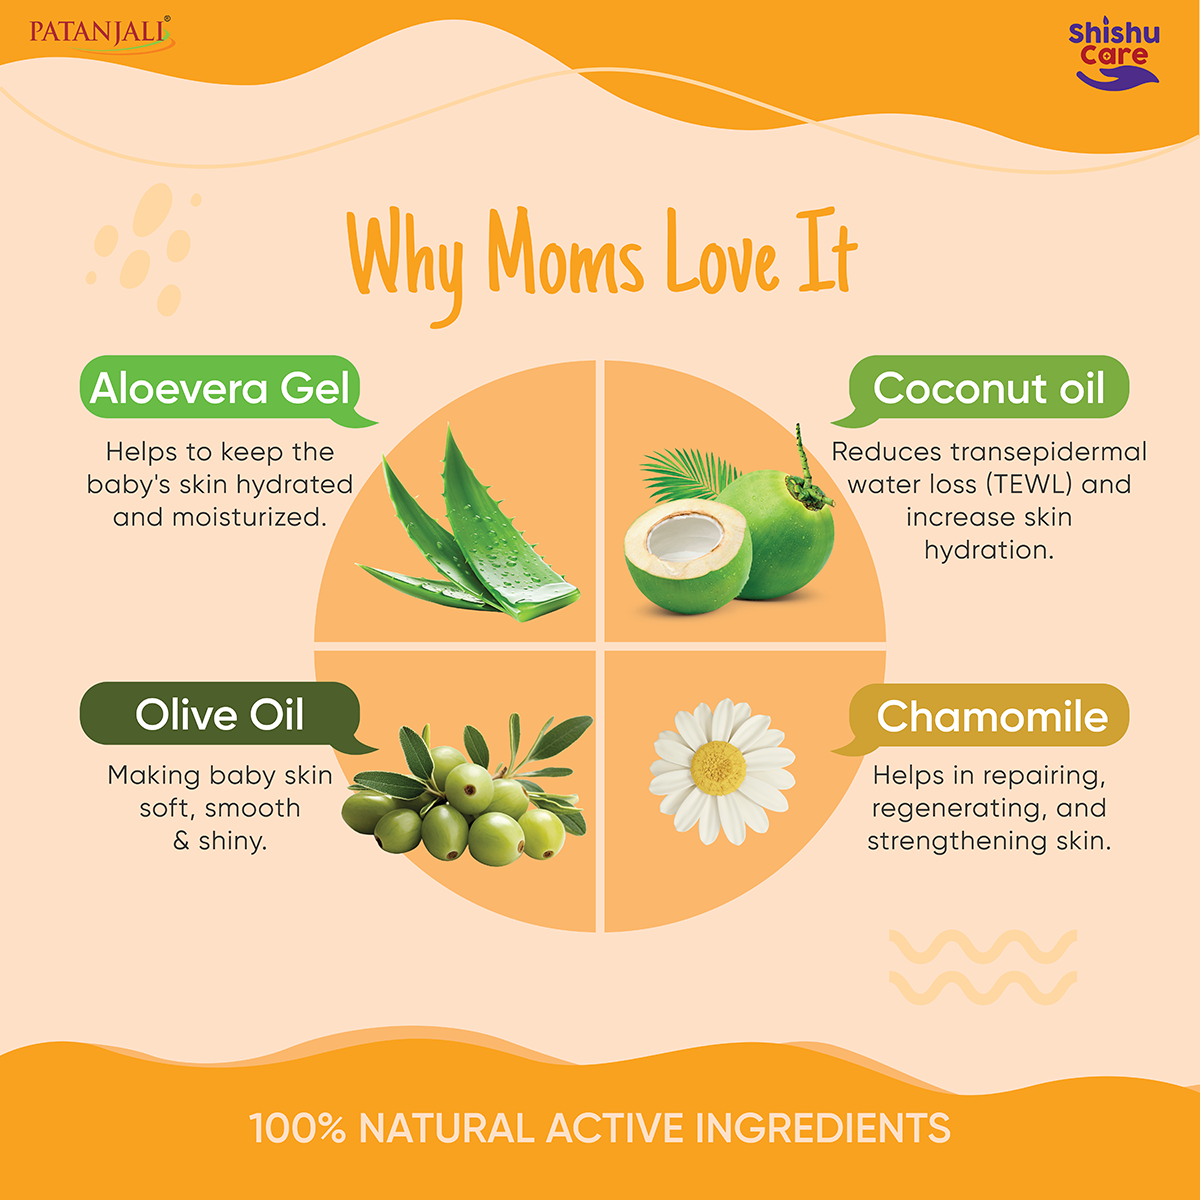 PATANJALI®
Shishu
Care
Why Moms Love It
Aloevera Gel
Helps to keep the
baby's skin hydrated
and moisturized.
Coconut oil
Reduces transepidermal
water loss (TEWL) and
increase skin
hydration.
Olive Oil
Making baby skin
soft, smooth
& shiny.
Chamomile
Helps in repairing,
regenerating, and
strengthening skin.
100% NATURAL ACTIVE INGREDIENTS